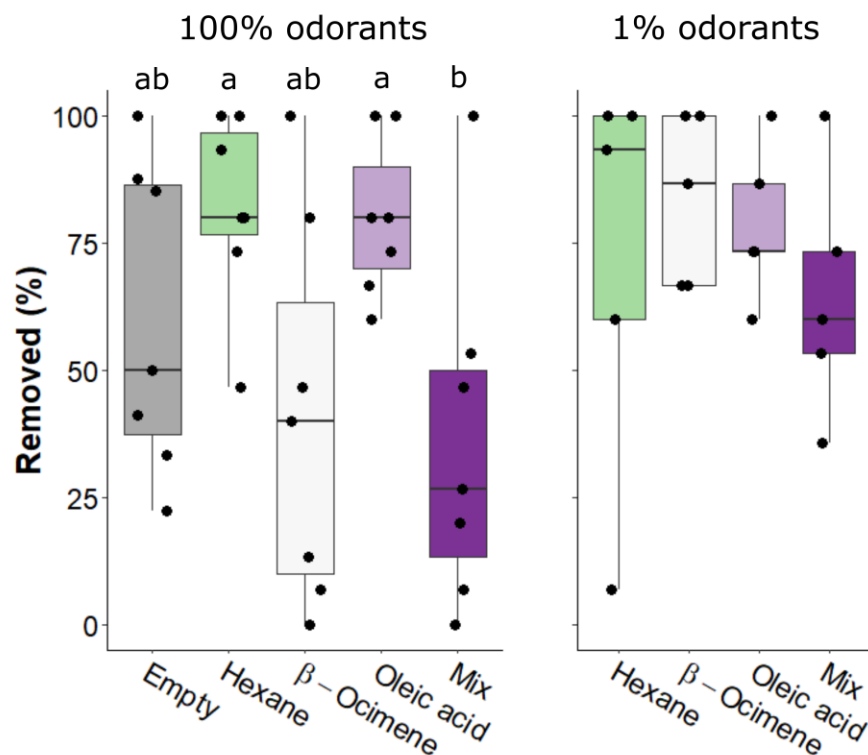 100% odorants
1% odorants
ab
a
ab
a
b
Removed (%)
100
75
50
25
0
Empty
Hexane
β – Ocimene
Oleic acid
Mix
Hexane
β – Ocimene
Oleic acid
Mix